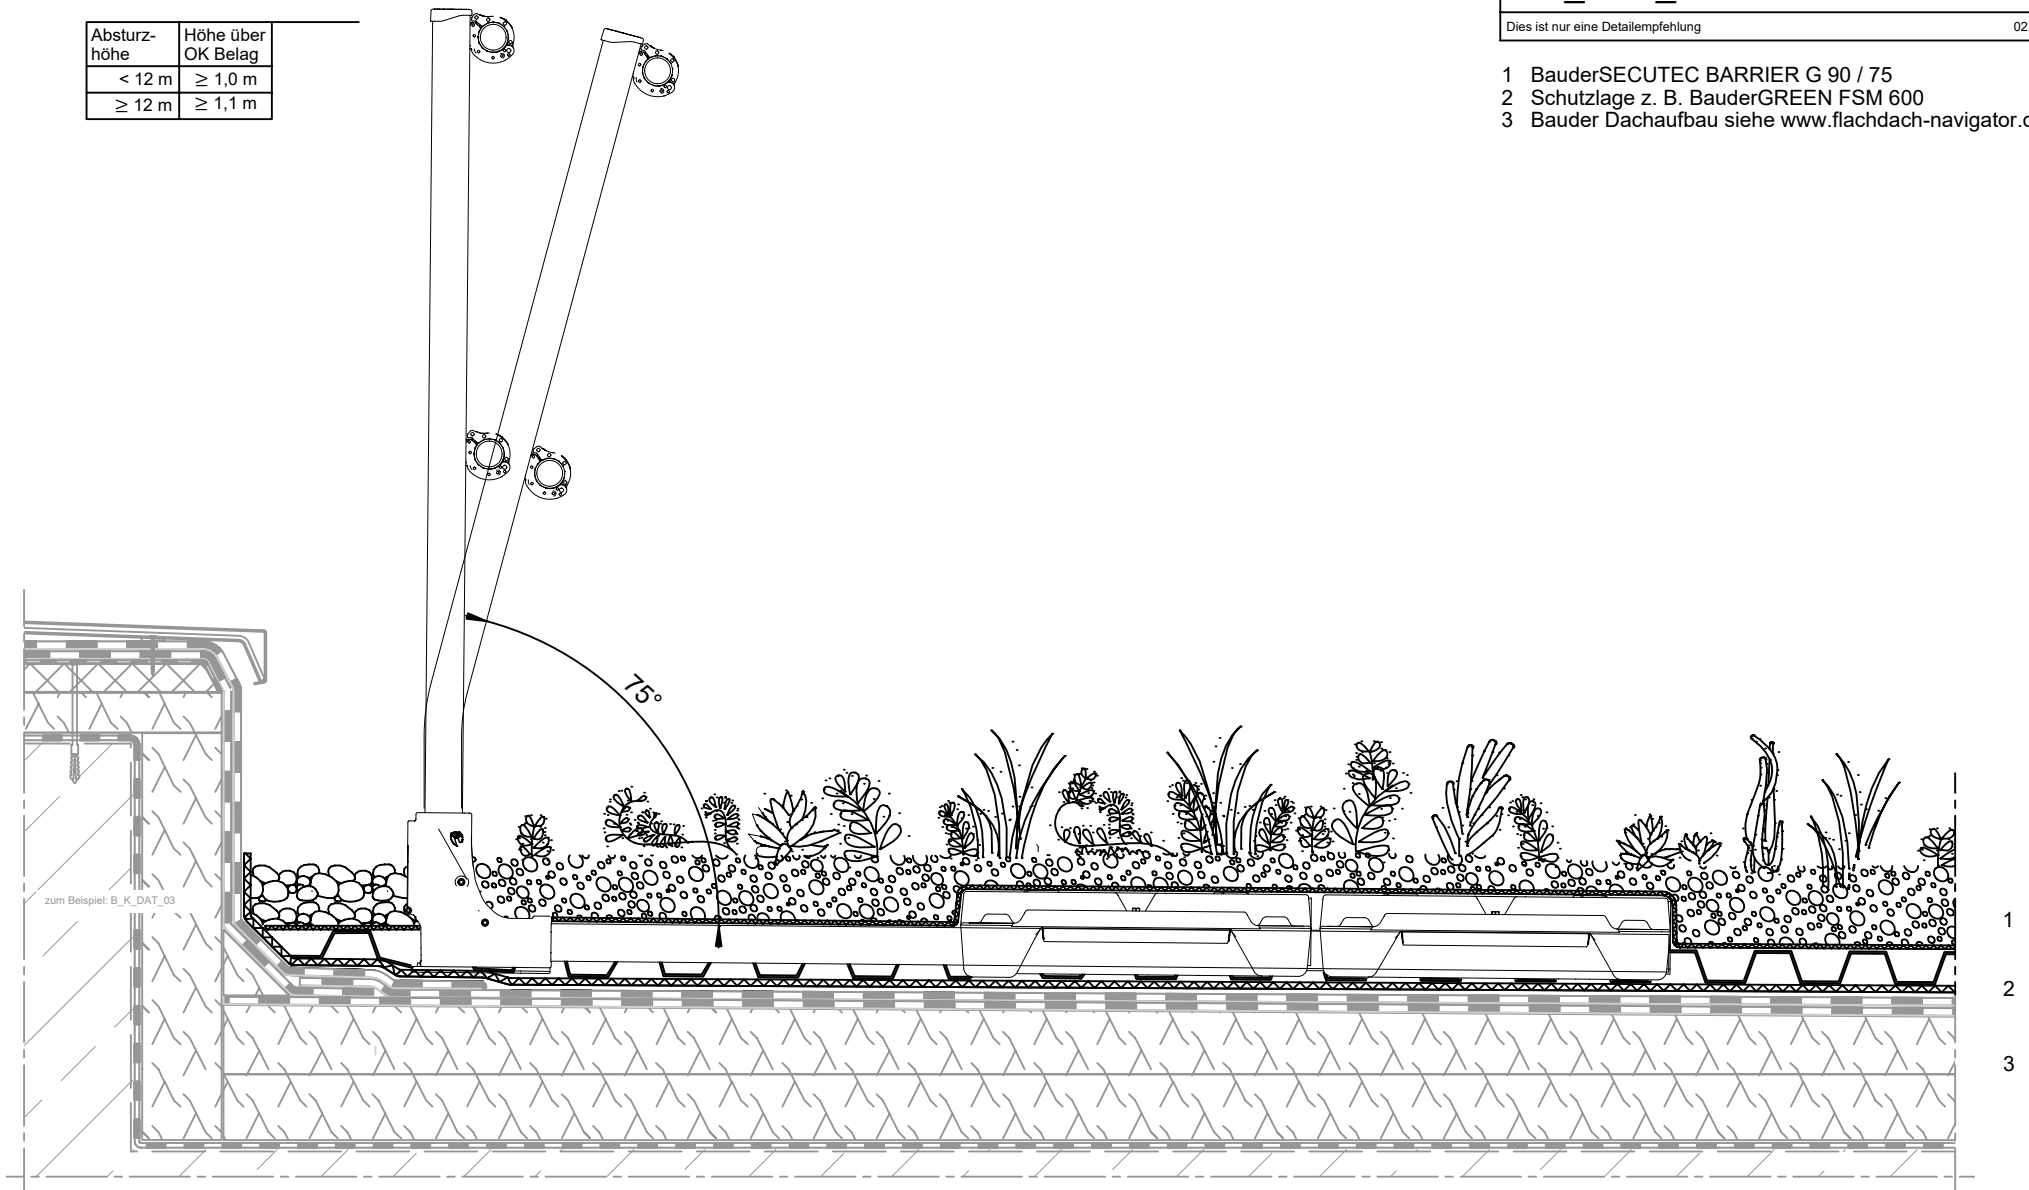 Absturz-
höhe
Höhe über
OK Belag
< 12 m ≥ 1,0 m
≥ 12 m ≥ 1,1 m
Dies ist nur eine Detailempfehlung 02
1 BauderSECUTEC BARRIER G 90 / 75
2 Schutzlage z. B. BauderGREEN FSM 600
3 Bauder Dachaufbau siehe www.flachdach-navigator.
75°
zum Beispiel: B_K_DAT_03
1
2
3